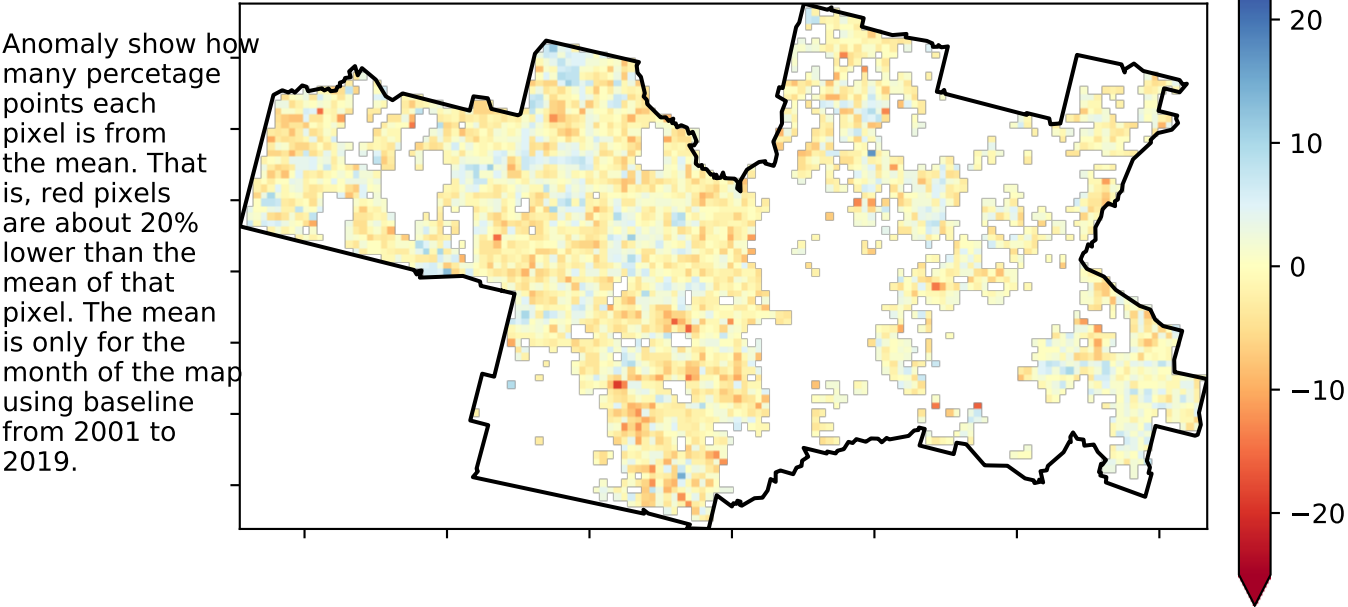 Anomaly show how
many percetage
points each
pixel is from
the mean. That
is, red pixels
are about 20%
lower than the
mean of that
pixel. The mean
is only for the
month of the map
using baseline
from 2001 to
2019.
20
10
0
−10
−20